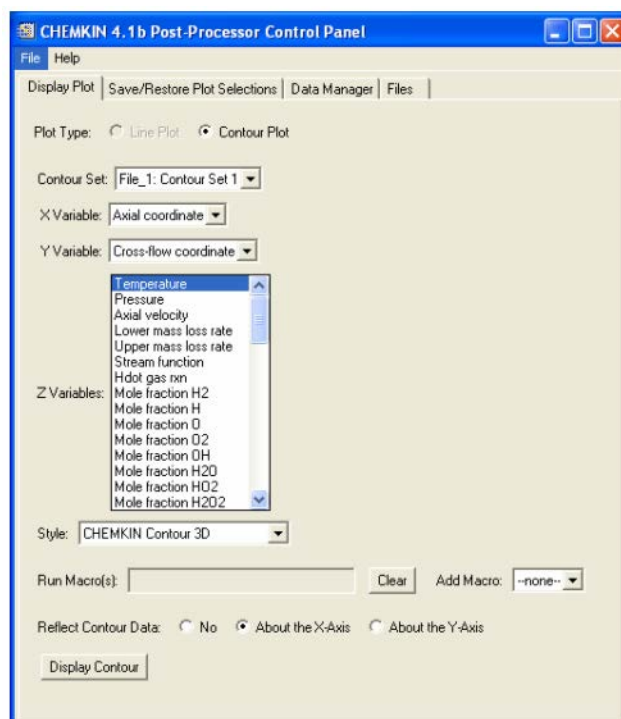 CHEMKIN 4.1b Post-Processor Control Panel
File Help
Display Plot Save/Restore Plot Selections Data Manager Files
Plot Type: Line Plot Contour Plot
Contour Set: File_1: Contour Set 1
X Variable: Axial coordinate
Y Variable: Cross-flow coordinate
Z Variables:
Temperature
Pressure
Axial velocity
Lower mass loss rate
Upper mass loss rate
Stream function
Hdot gas rxn
Mole fraction H2
Mole fraction H
Mole fraction O
Mole fraction O2
Mole fraction OH
Mole fraction H2O
Mole fraction HO2
Mole fraction H2O2
Style: CHEMKIN Contour 3D
Run Macro(s): Clear Add Macro: --none--
Reflect Contour Data: No About the X-Axis About the Y-Axis
Display Contour